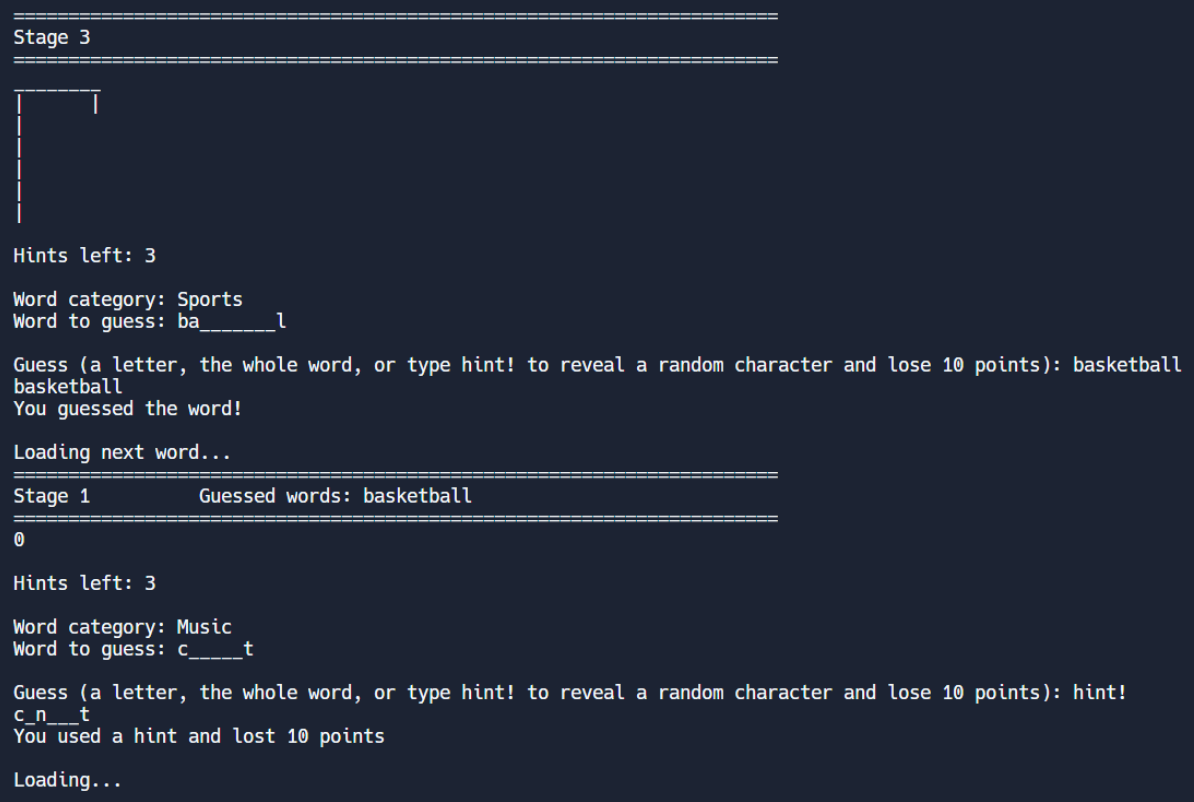 ======================================================================
Stage 3
======================================================================
________
|      |
|
|
|
|
|
Hints left: 3
Word category: Sports
Word to guess: ba_______l
Guess (a letter, the whole word, or type hint! to reveal a random character and lose 10 points): basketball
basketball
You guessed the word!
Loading next word...
======================================================================
Stage 1          Guessed words: basketball
======================================================================
0
Hints left: 3
Word category: Music
Word to guess: c_____t
Guess (a letter, the whole word, or type hint! to reveal a random character and lose 10 points): hint!
c_n___t
You used a hint and lost 10 points
Loading...